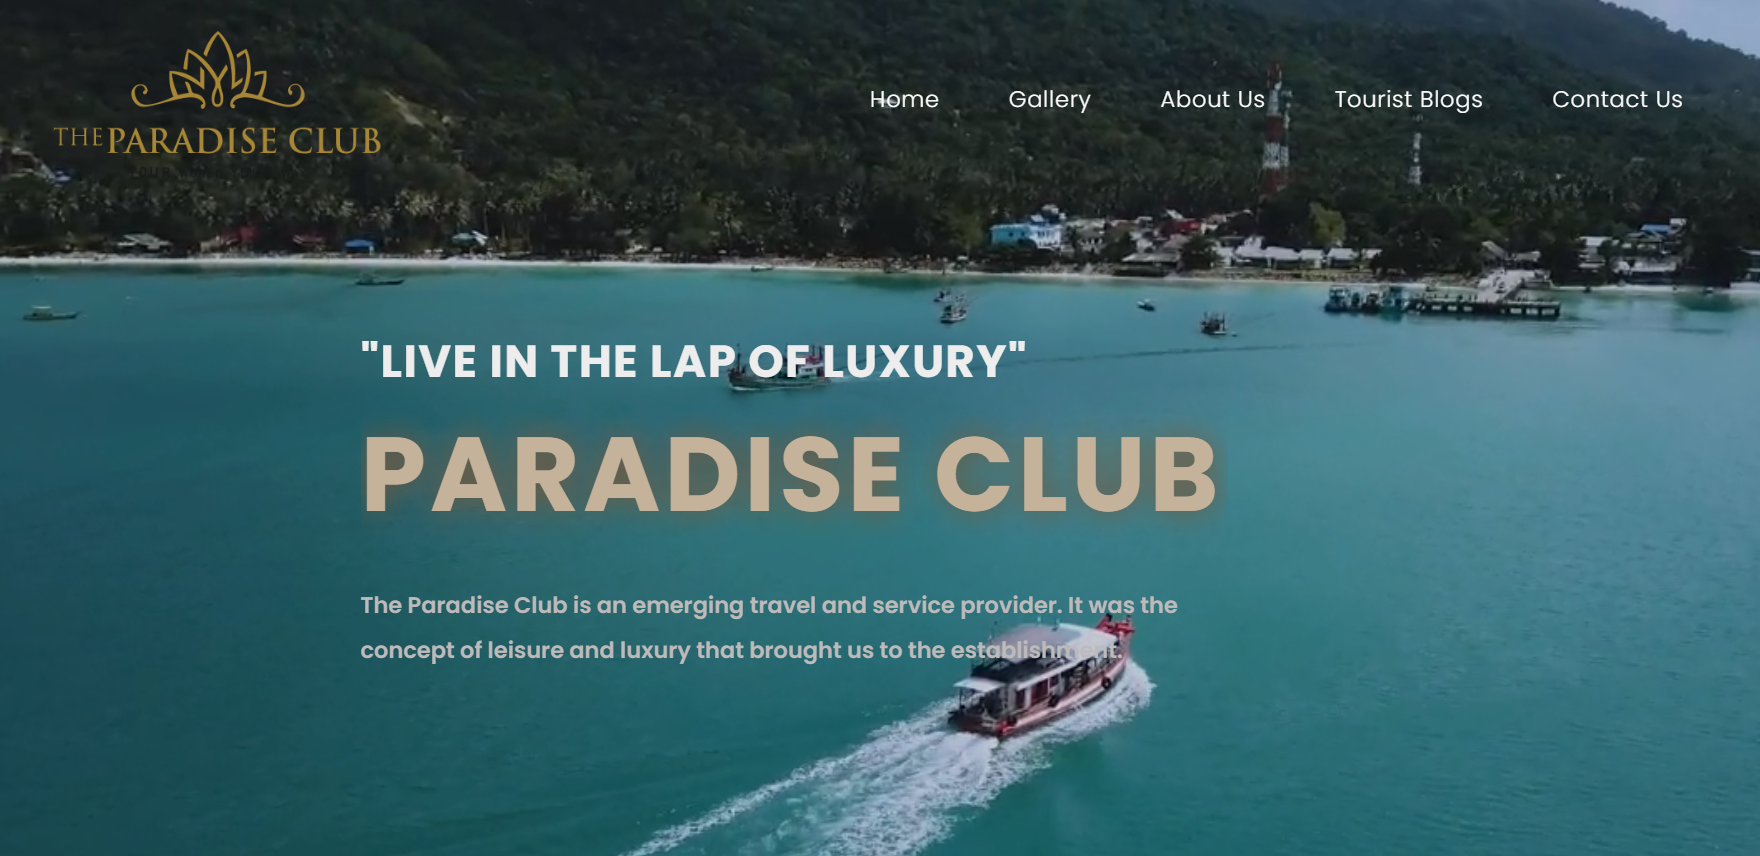 THE PARADISE CLUB
Home Gallery About Us Tourist Blogs Contact Us
"LIVE IN THE LAP OF LUXURY"
PARADISE CLUB
The Paradise Club is an emerging travel and service provider. It was the
concept of leisure and luxury that brought us to the establishment.